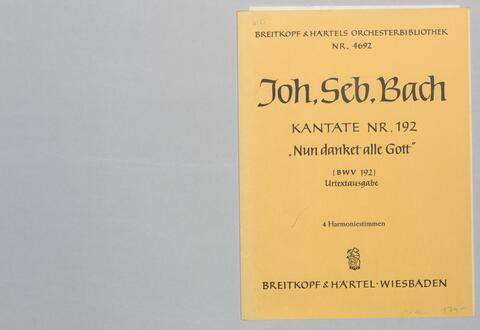 BREITKOPF & HÄRTELS ORCHESTERBIBLIOTHEK
NR. 4692
Joh. Seb. Bach
KANTATE NR. 192
„Nun danket alle Gott“
(BWV 192)
Urtextausgabe
4 Harmoniestimmen
BREITKOPF & HÄRTEL · WIESBADEN